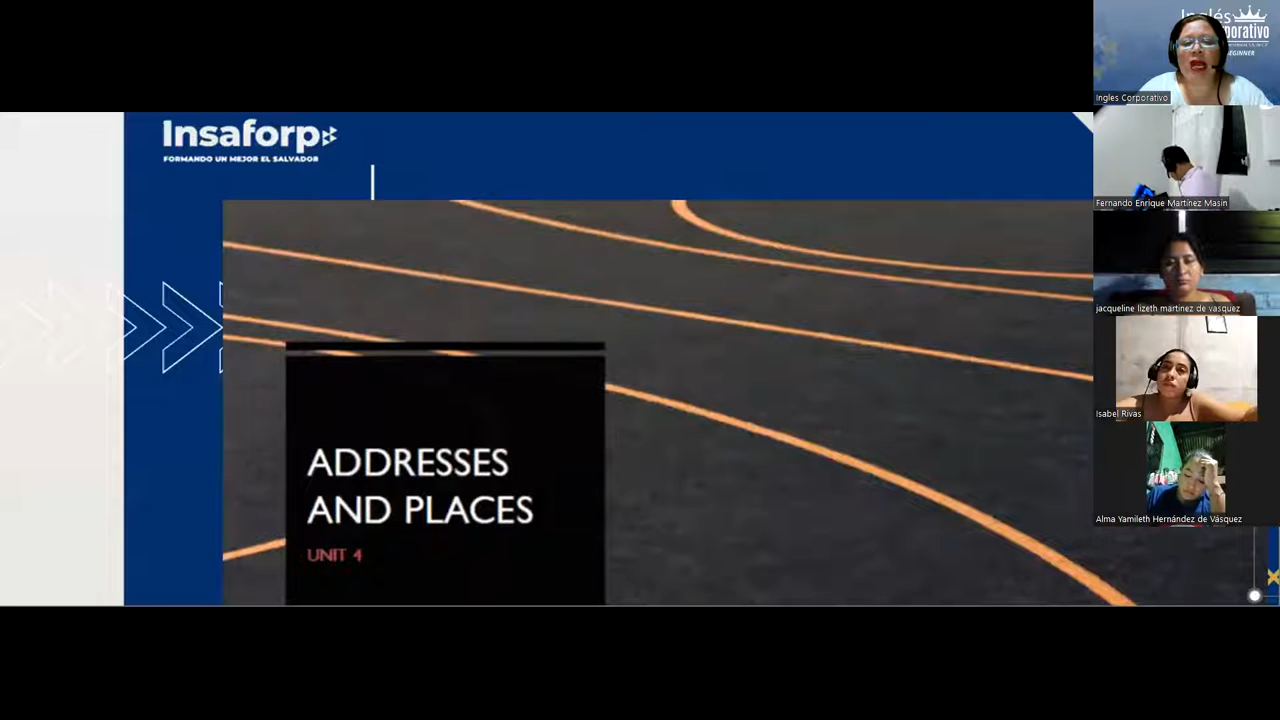 Insaforp
FORMANDO UN MEJOR EL SALVADOR
ADDRESSES
AND PLACES
UNIT 4
Inglés
Ingles Corporativo
Fernando Enrique Martinez Masin
jacqueline lizeth martinez de vasquez
Isabel Rivas
Alma Yamileth Hernández de Vásquez